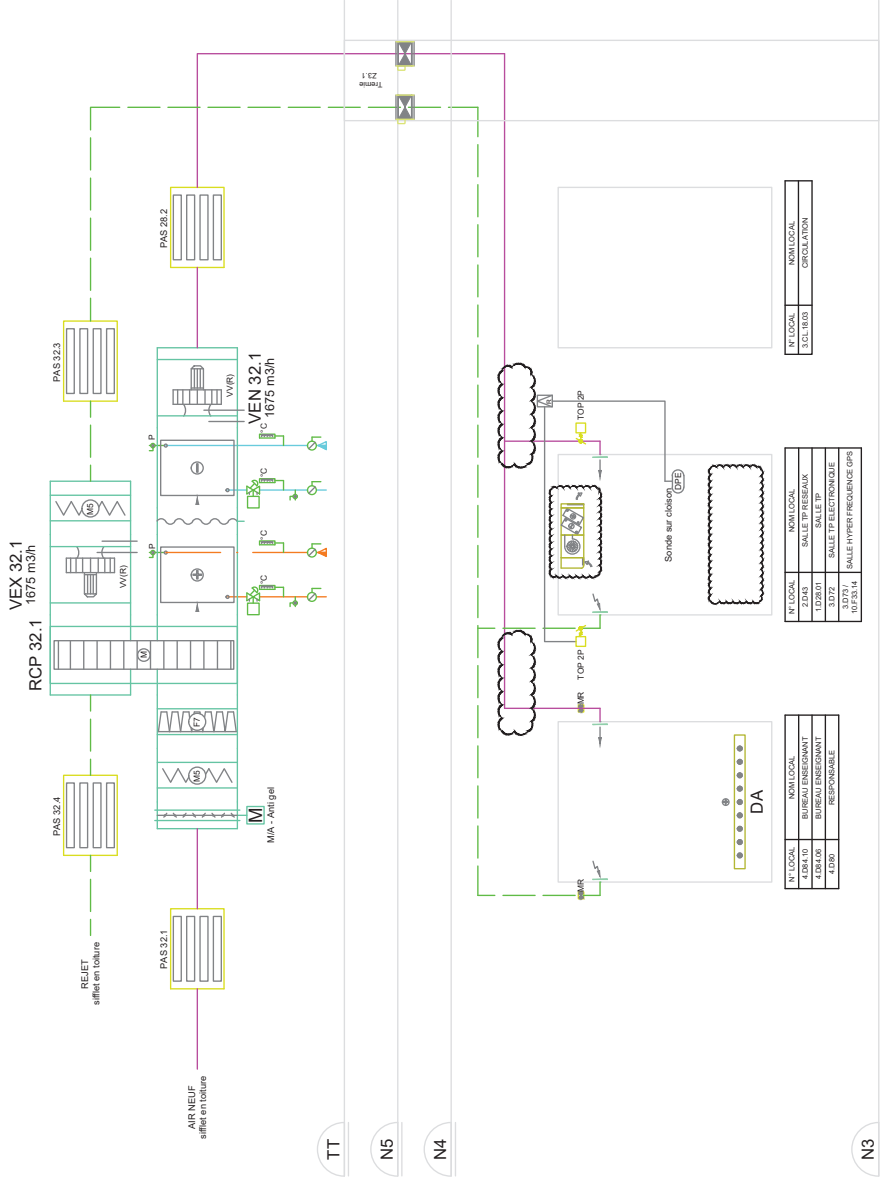 VEX 32.1
1675 m3/h
RCP 32.1
PAS 32.4
PAS 32.3
REJET
sifflet en toiture
M
VV(R)
M5
P
P
PAS 32.1
AIR NEUF
sifflet en toiture
M
M/A - Anti gel
M5
F7
°C
°C
°C
°C
VV(R)
VEN 32.1
1675 m3/h
PAS 28.2
Tremie
Z3.1
TT
N5
N4
N3
MR
MR
DA
TOP 2P
TOP 2P
R
Sonde sur cloison
DPE
N° LOCAL NOM LOCAL
4.D84.10 BUREAU ENSEIGNANT
4.D84.06 BUREAU ENSEIGNANT
4.D80 RESPONSABLE
N° LOCAL NOM LOCAL
2.D43 SALLE TP RESEAUX
1.D28.01 SALLE TP
3.D72 SALLE TP ELECTRONIQUE
3.D73 /
10.F33.14 SALLE HYPER FREQUENCE GPS
N° LOCAL NOM LOCAL
3.CL.18.03 CIRCULATION